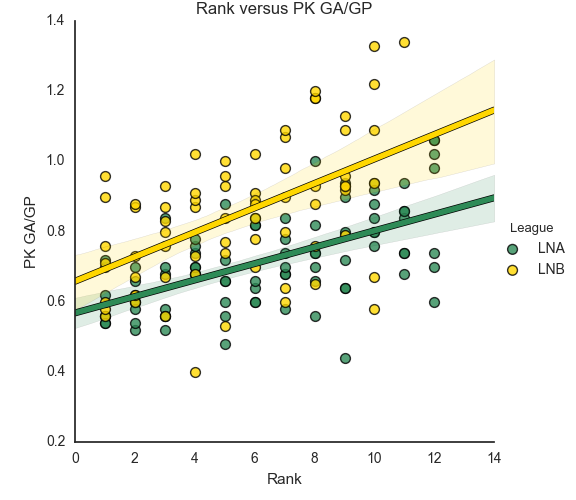 Rank versus PK GA/GP
1.4
1.2
1.0
0.8
0.6
0.4
0.2
PK GA/GP
0 2 4 6 8 10 12 14
Rank
League
LNA
LNB